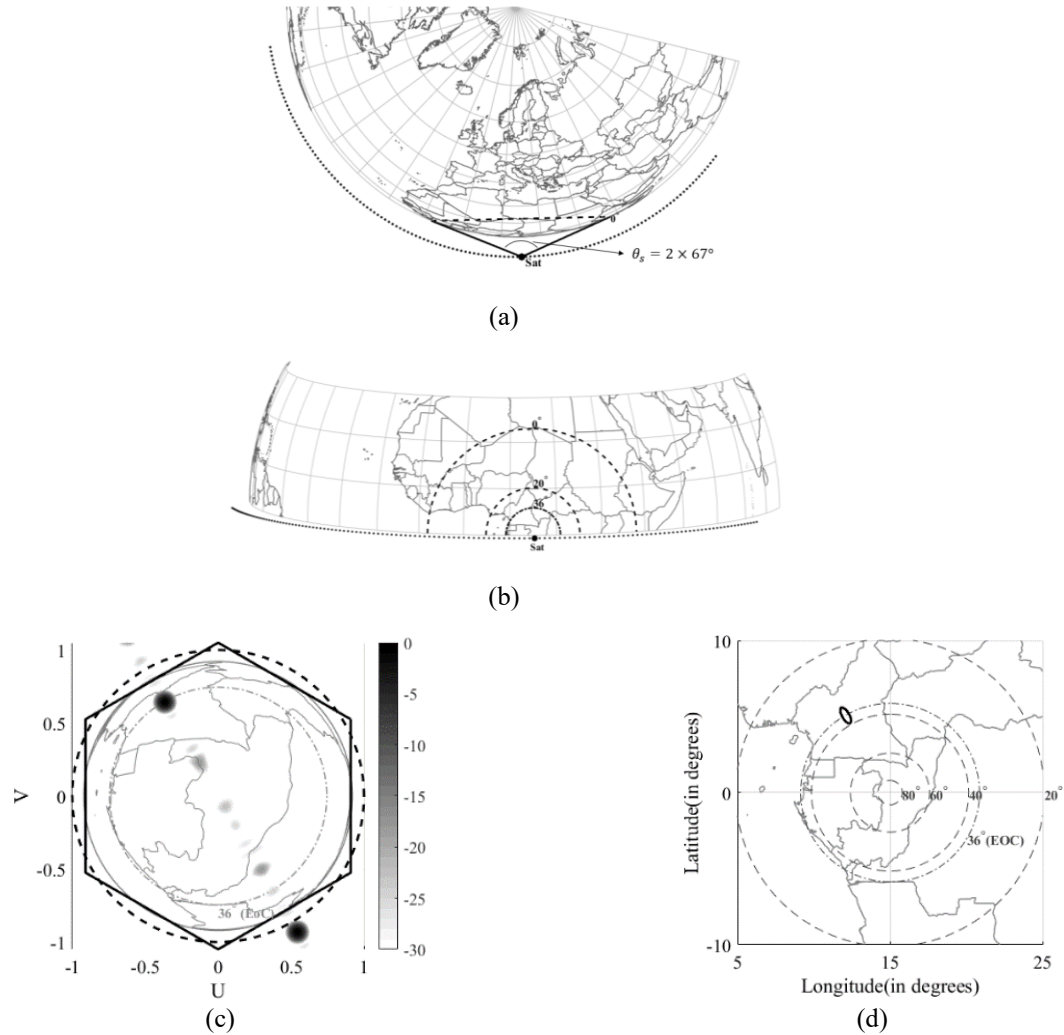 0
Sat
θₛ = 2 × 67°
(a)
0°
20°
36
Sat
(b)
1
0.5
0
-0.5
-1
V
-1
-0.5
0
0.5
1
U
36° (EoC)
0
-5
-10
-15
-20
-25
-30
(c)
10
0
-10
Latitude(in degrees)
80° 60° 40° 20°
36°(EOC)
5
15
25
Longitude(in degrees)
(d)